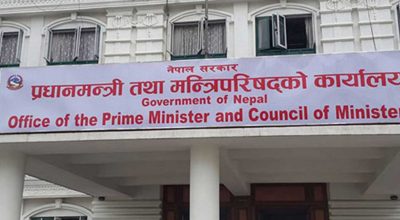 नेपाल सरकार
प्रधानमन्त्री तथा मन्त्रिपरिषद्को कार्यालय
Government of Nepal
Office of the Prime Minister and Council of Minister